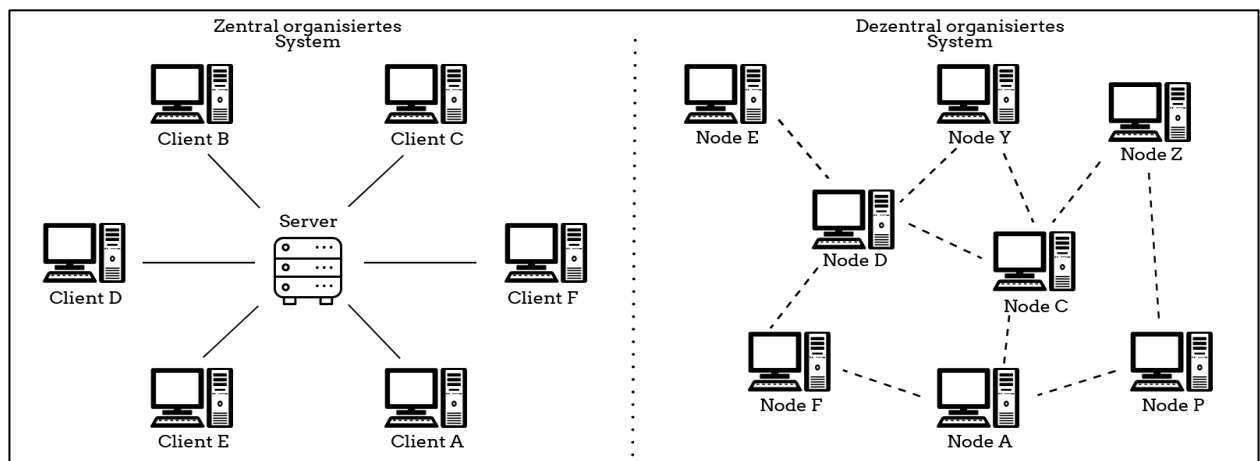 Zentral organisiertes
System
Client B
Client C
Server
Client D
Client F
Client E
Client A
Dezentral organisiertes
System
Node E
Node Y
Node Z
Node D
Node C
Node F
Node A
Node P